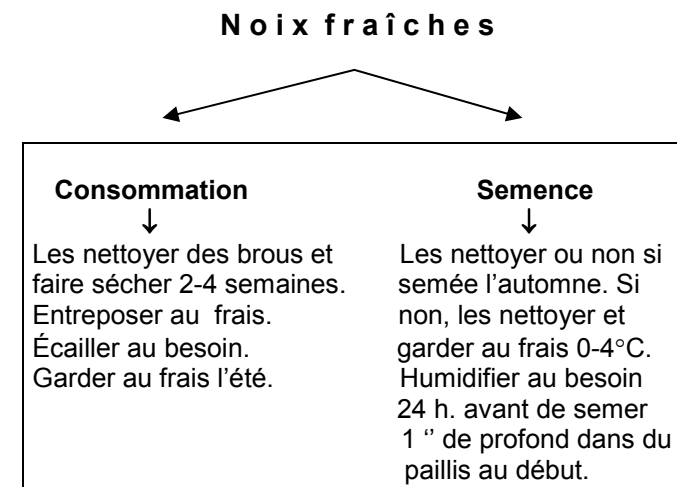 Noix fraîches
Consommation
↓
Les nettoyer des brous et
faire sécher 2-4 semaines.
Entreposer au frais.
Écailler au besoin.
Garder au frais l’été.
Semence
↓
Les nettoyer ou non si
semée l’automne. Si
non, les nettoyer et
garder au frais 0-4°C.
Humidifier au besoin
24 h. avant de semer
1 ‘’ de profond dans du
paillis au début.